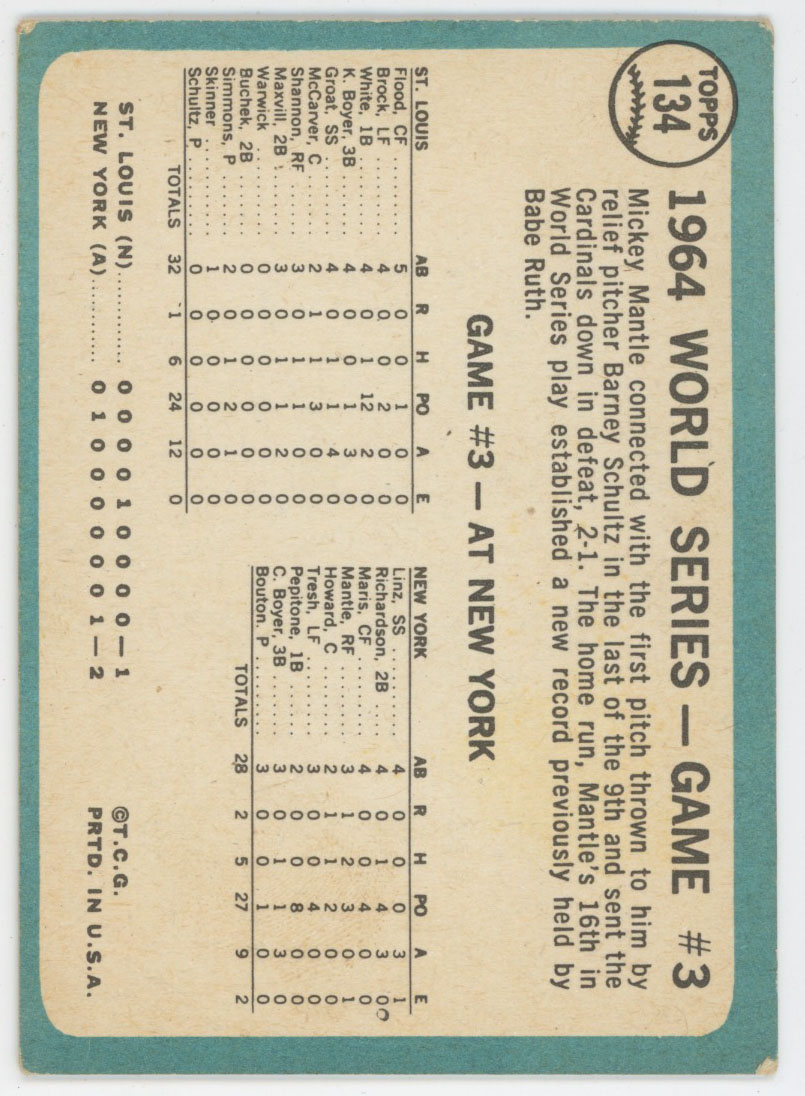 TOPPS
134
1964 WORLD SERIES — GAME #3
Mickey Mantle connected with the first pitch thrown to him by
relief pitcher Barney Schultz in the last of the 9th and sent the
Cardinals down in defeat, 2-1. The home run, Mantle's 16th in
World Series play established a new record previously held by
Babe Ruth.
GAME #3 — AT NEW YORK
ST. LOUIS AB R H PO A E
Flood, CF ......... 5 0 0 1 0 0
Brock, LF ......... 4 0 0 2 0 0
White, 1B ......... 4 0 1 12 2 0
K. Boyer, 3B ...... 4 0 0 1 3 0
Groat, SS ......... 4 0 1 1 4 0
McCarver, C ....... 2 1 1 3 0 0
Shannon, RF ....... 3 0 1 1 0 0
Maxvill, 2B ....... 3 0 1 1 2 0
Warwick ........... 0 0 0 0 0 0
Buchek, 2B ........ 0 0 0 0 0 0
Simmons, P ........ 2 0 1 2 1 0
Skinner ........... 1 0 0 0 0 0
Schultz, P ........ 0 0 0 0 0 0
TOTALS 32 1 6 24 12 0
NEW YORK AB R H PO A E
Linz, SS .......... 4 0 0 0 3 1
Richardson, 2B .... 4 0 1 4 3 0
Maris, CF ......... 4 0 0 4 0 0
Mantle, RF ........ 3 1 2 3 0 1
Howard, C ......... 2 1 1 2 0 0
Tresh, LF ......... 3 0 0 4 0 0
Pepitone, 1B ...... 2 0 0 8 0 0
C. Boyer, 3B ...... 3 0 1 1 3 0
Bouton. P ......... 3 0 0 1 0 0
TOTALS 28 2 5 27 9 2
ST. LOUIS (N)............ 0 0 0 0 1 0 0 0 0 — 1
NEW YORK (A)........... 0 1 0 0 0 0 0 0 1 — 2
©T.C.G.
PRTD. IN U.S.A.